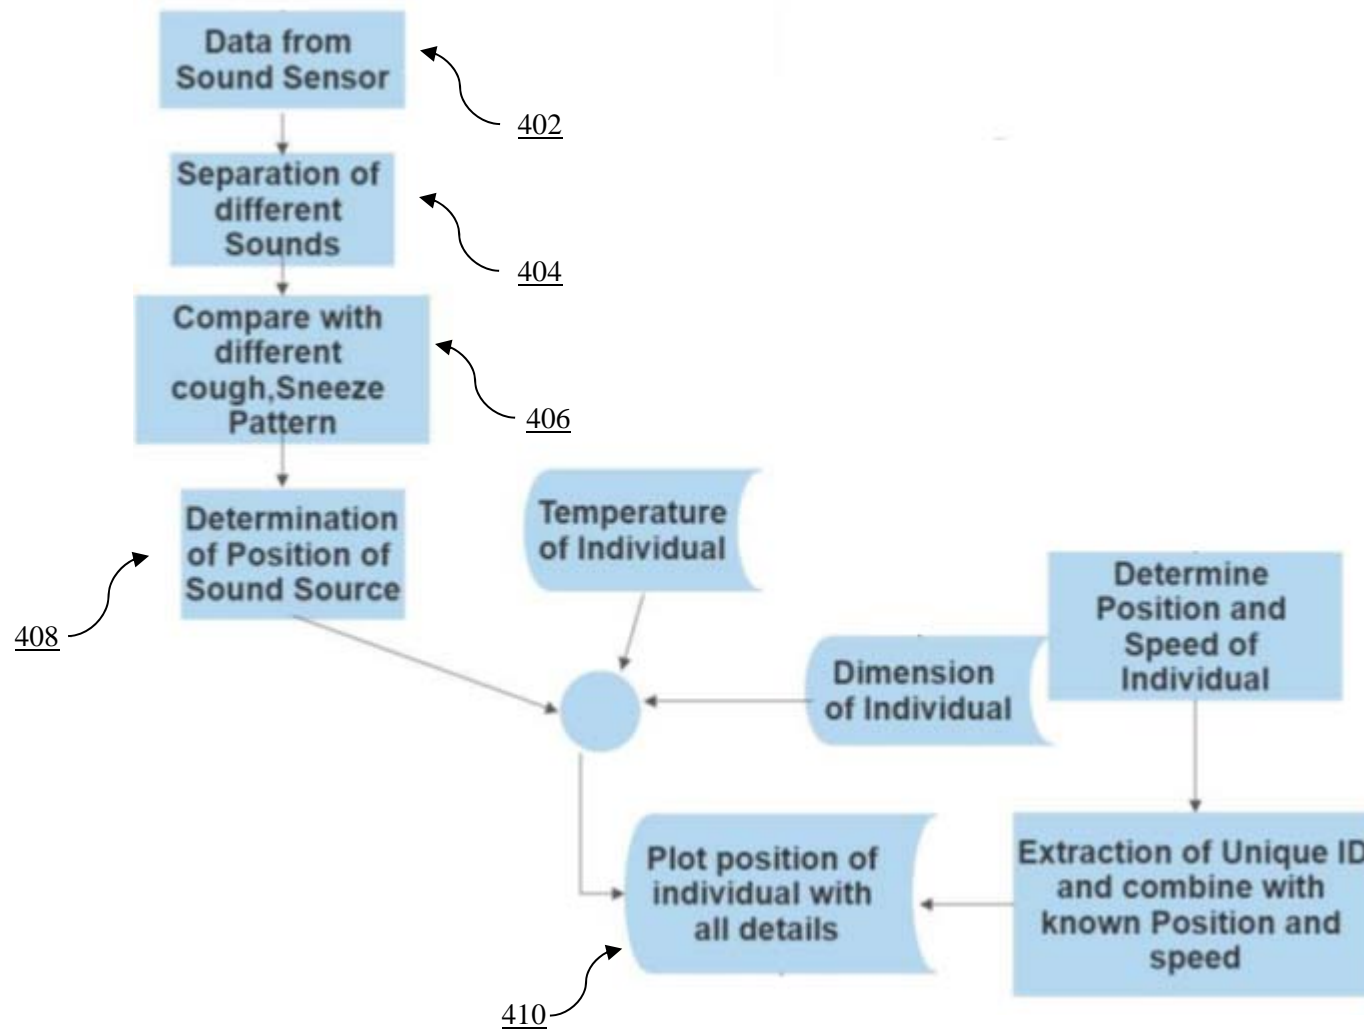 Data from
Sound Sensor
402
Separation of
different
Sounds
404
Compare with
different
cough,Sneeze
Pattern
406
Determination
of Position of
Sound Source
408
Temperature
of Individual
Determine
Position and
Speed of
Individual
Dimension
of Individual
Plot position of
individual with
all details
410
Extraction of Unique ID
and combine with
known Position and
speed